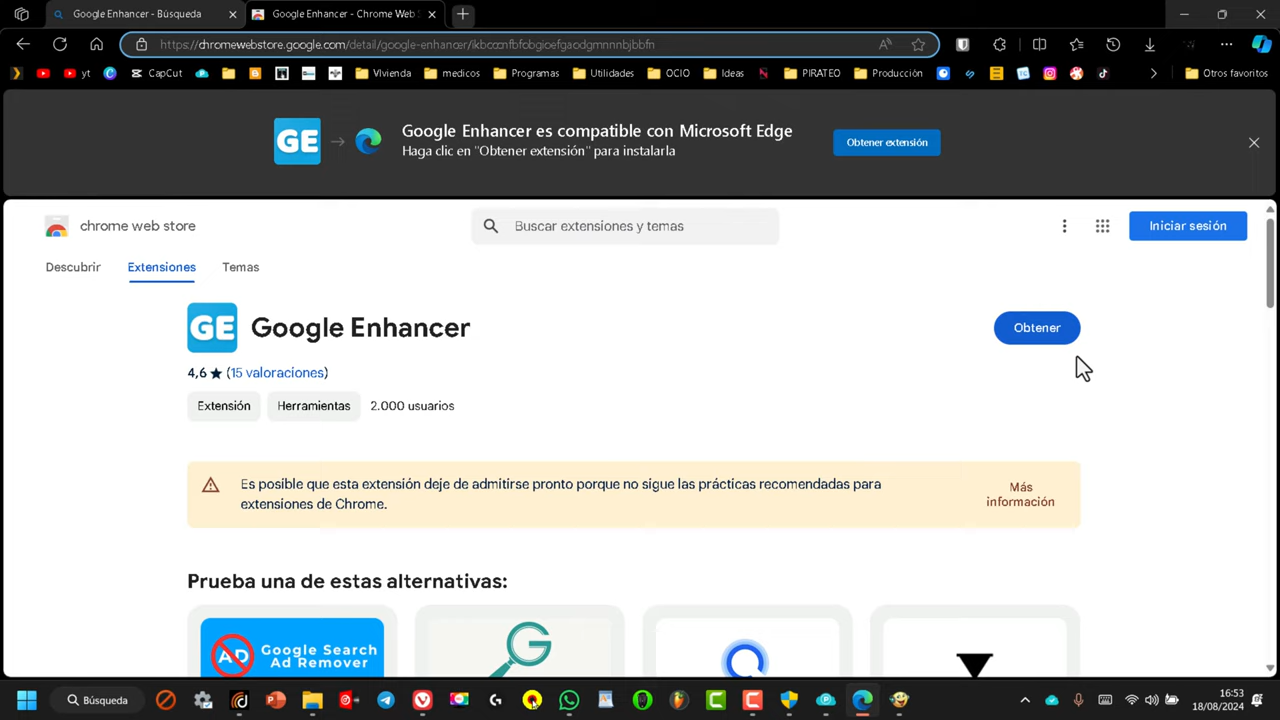 Google Enhancer - Búsqueda
Google Enhancer - Chrome Web S
https://chromewebstore.google.com/detail/google-enhancer/
yt
CapCut
VIvienda
medicos
Programas
Utilidades
OCIO
Ideas
PIRATEO
Producción
Otros favoritos
GE
Google Enhancer es compatible con Microsoft Edge
Haga clic en "Obtener extensión" para instalarla
Obtener extensión
chrome web store
Buscar extensiones y temas
Iniciar sesión
Descubrir
Extensiones
Temas
GE
Google Enhancer
Obtener
4,6 ★ (15 valoraciones)
Extensión
Herramientas
2.000 usuarios
Es posible que esta extensión deje de admitirse pronto porque no sigue las prácticas recomendadas para
extensiones de Chrome.
Más
información
Prueba una de estas alternativas:
AD
Google Search
Ad Remover
G
Búsqueda
16:53
18/08/2024